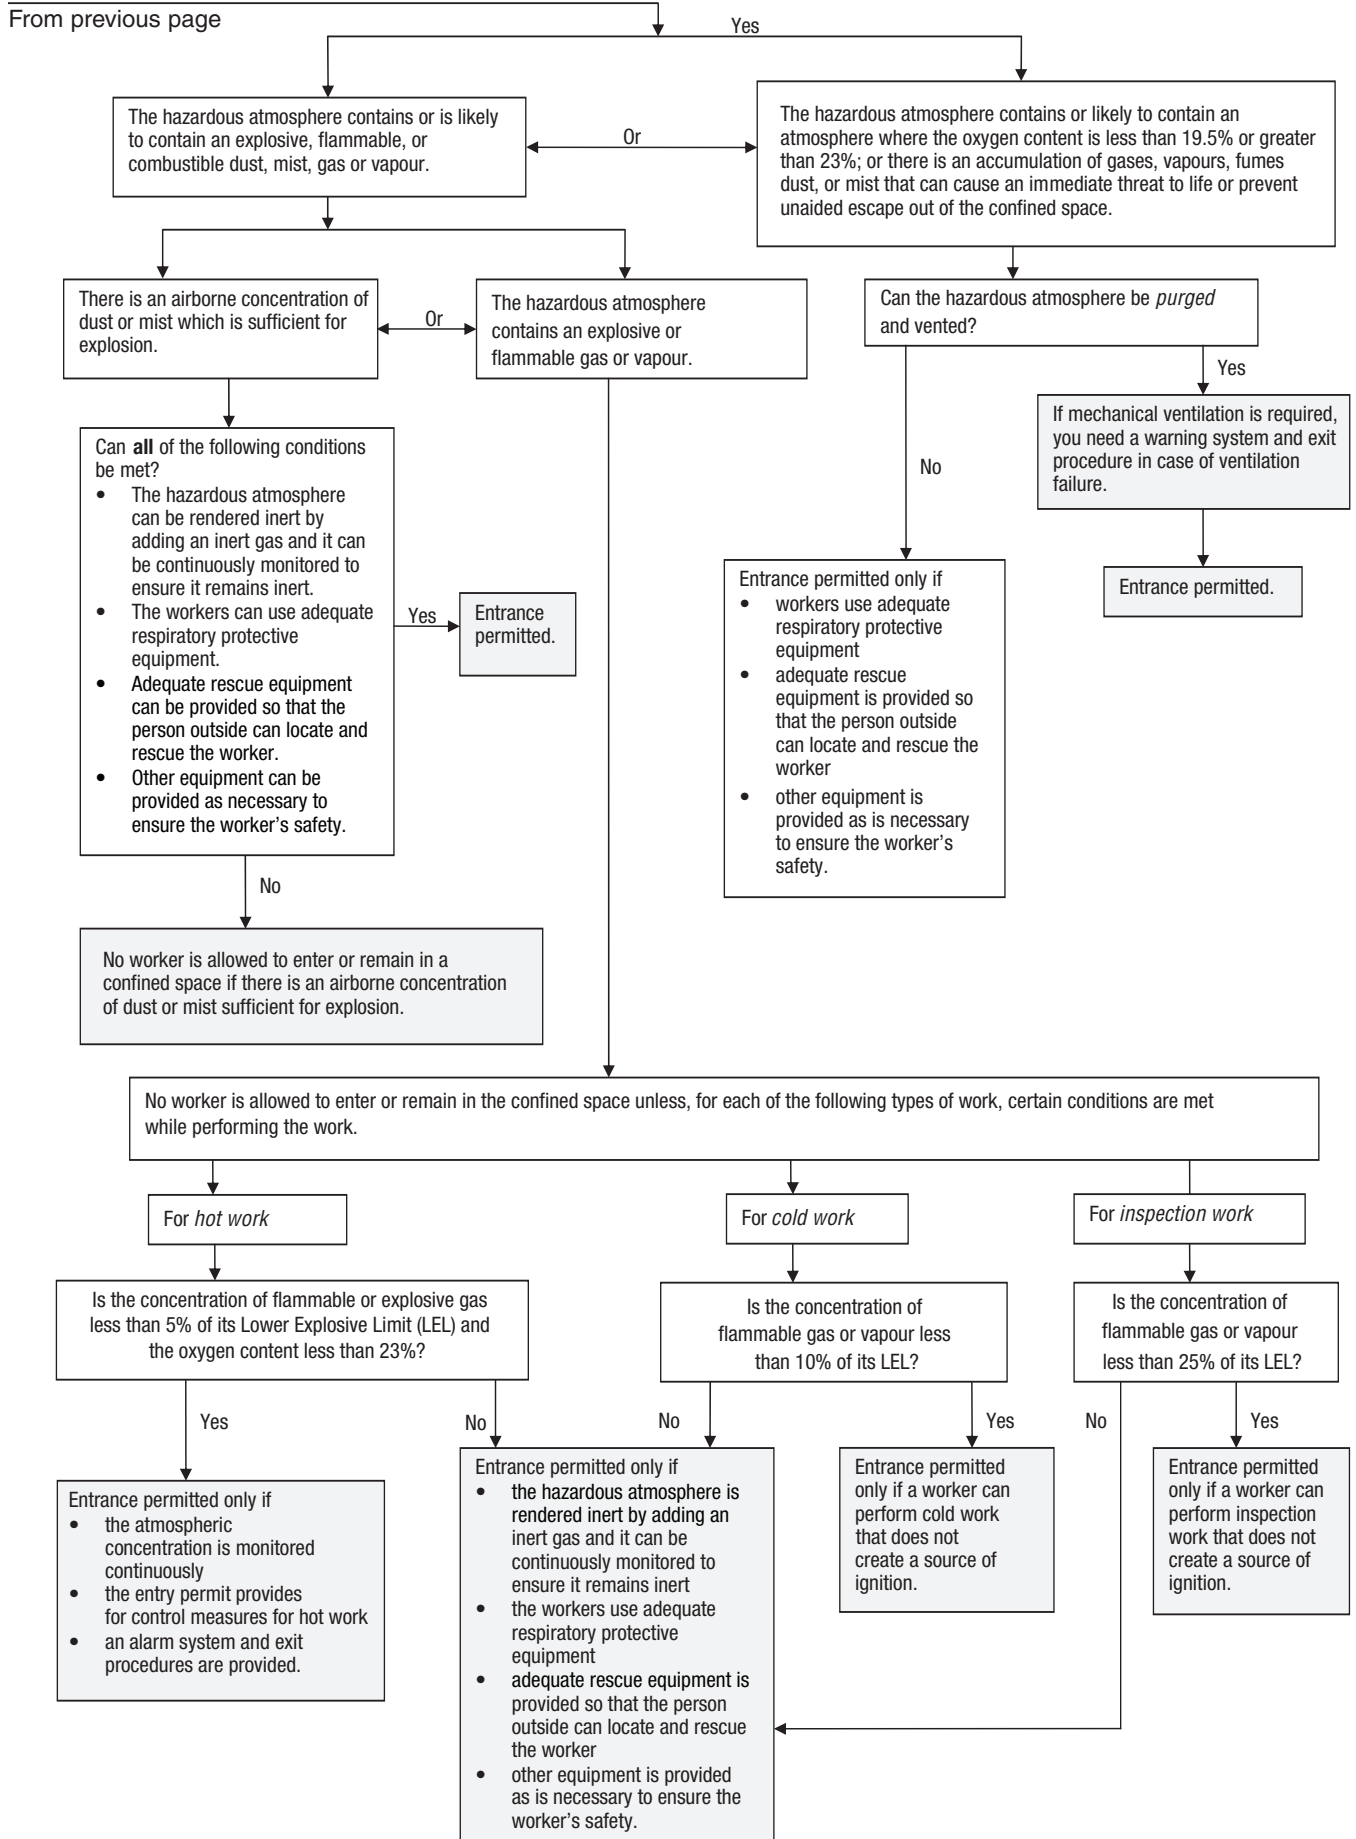 From previous page
Yes
The hazardous atmosphere contains or is likely
to contain an explosive, flammable, or
combustible dust, mist, gas or vapour.
Or
The hazardous atmosphere contains or likely to contain an
atmosphere where the oxygen content is less than 19.5% or greater
than 23%; or there is an accumulation of gases, vapours, fumes
dust, or mist that can cause an immediate threat to life or prevent
unaided escape out of the confined space.
There is an airborne concentration of
dust or mist which is sufficient for
explosion.
Or
The hazardous atmosphere
contains an explosive or
flammable gas or vapour.
Can the hazardous atmosphere be purged
and vented?
Yes
If mechanical ventilation is required,
you need a warning system and exit
procedure in case of ventilation
failure.
Entrance permitted.
No
Entrance permitted only if
• workers use adequate
respiratory protective
equipment
• adequate rescue
equipment is provided so
that the person outside
can locate and rescue the
worker
• other equipment is
provided as is necessary
to ensure the worker's
safety.
Can all of the following conditions
be met?
• The hazardous atmosphere
can be rendered inert by
adding an inert gas and it can
be continuously monitored to
ensure it remains inert.
• The workers can use adequate
respiratory protective
equipment.
• Adequate rescue equipment
can be provided so that the
person outside can locate and
rescue the worker.
• Other equipment can be
provided as necessary to
ensure the worker's safety.
Yes
Entrance
permitted.
No
No worker is allowed to enter or remain in a
confined space if there is an airborne concentration
of dust or mist sufficient for explosion.
No worker is allowed to enter or remain in the confined space unless, for each of the following types of work, certain conditions are met
while performing the work.
For hot work
For cold work
For inspection work
Is the concentration of flammable or explosive gas
less than 5% of its Lower Explosive Limit (LEL) and
the oxygen content less than 23%?
Is the concentration of
flammable gas or vapour less
than 10% of its LEL?
Is the concentration of
flammable gas or vapour
less than 25% of its LEL?
Yes
No
No
Yes
No
Yes
Entrance permitted only if
• the atmospheric
concentration is monitored
continuously
• the entry permit provides
for control measures for hot work
• an alarm system and exit
procedures are provided.
Entrance permitted only if
• the hazardous atmosphere is
rendered inert by adding an
inert gas and it can be
continuously monitored to
ensure it remains inert
• the workers use adequate
respiratory protective
equipment
• adequate rescue equipment is
provided so that the person
outside can locate and rescue
the worker
• other equipment is provided
as is necessary to ensure the
worker's safety.
Entrance permitted
only if a worker can
perform cold work
that does not
create a source of
ignition.
Entrance permitted
only if a worker can
perform inspection
work that does not
create a source of
ignition.